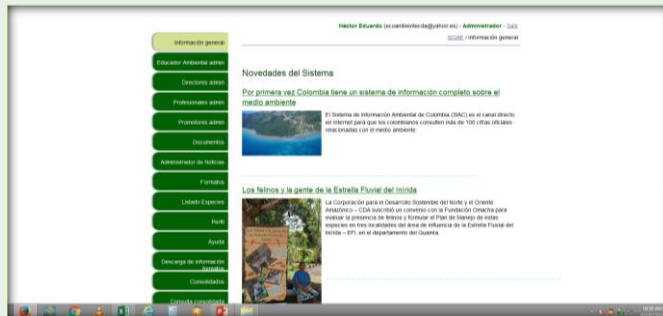 Héctor Eduardo (ecoambientecda@yahoo.es) - Administrador - Salir
SIGAE / Información general
Información general
Educador Ambiental admin
Directores admin
Profesionales admin
Promotores admin
Documentos
Administrador de Noticias
Formatos
Listado Especies
Perfil
Ayuda
Descarga de información
formatos
Consolidados
Consulta consolidado
Novedades del Sistema
Por primera vez Colombia tiene un sistema de información completo sobre el
medio ambiente
El Sistema de Información Ambiental de Colombia (SIAC) es el canal directo
en Internet para que los colombianos consulten más de 100 cifras oficiales
relacionadas con el medio ambiente
Los felinos y la gente de la Estrella Fluvial del Inírida
La Corporación para el Desarrollo Sostenible del Norte y el Oriente
Amazónico – CDA suscribió un convenio con la Fundación Omacha para
evaluar la presencia de felinos y formular el Plan de Manejo de estas
especies en tres localidades del área de influencia de la Estrella Fluvial del
Inírida – EFI, en el departamento del Guainía.